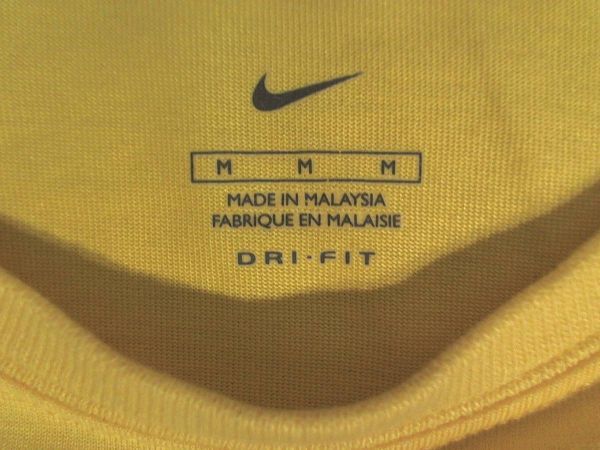 M M M
MADE IN MALAYSIA
FABRIQUE EN MALAISIE
DRI·FIT